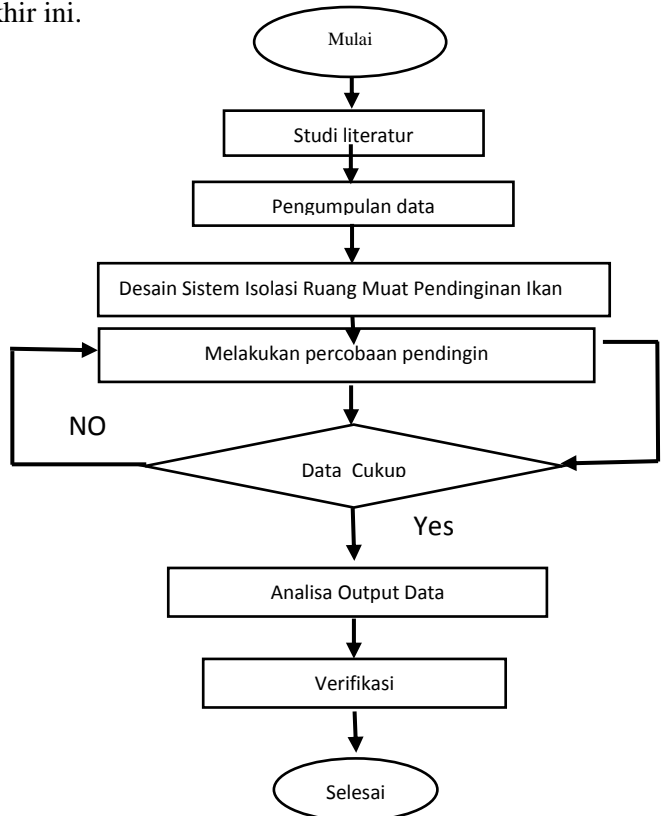 khir ini.
Mulai
Studi literatur
Pengumpulan data
Desain Sistem Isolasi Ruang Muat Pendinginan Ikan
Melakukan percobaan pendingin
NO
Data Cukup
Yes
Analisa Output Data
Verifikasi
Selesai